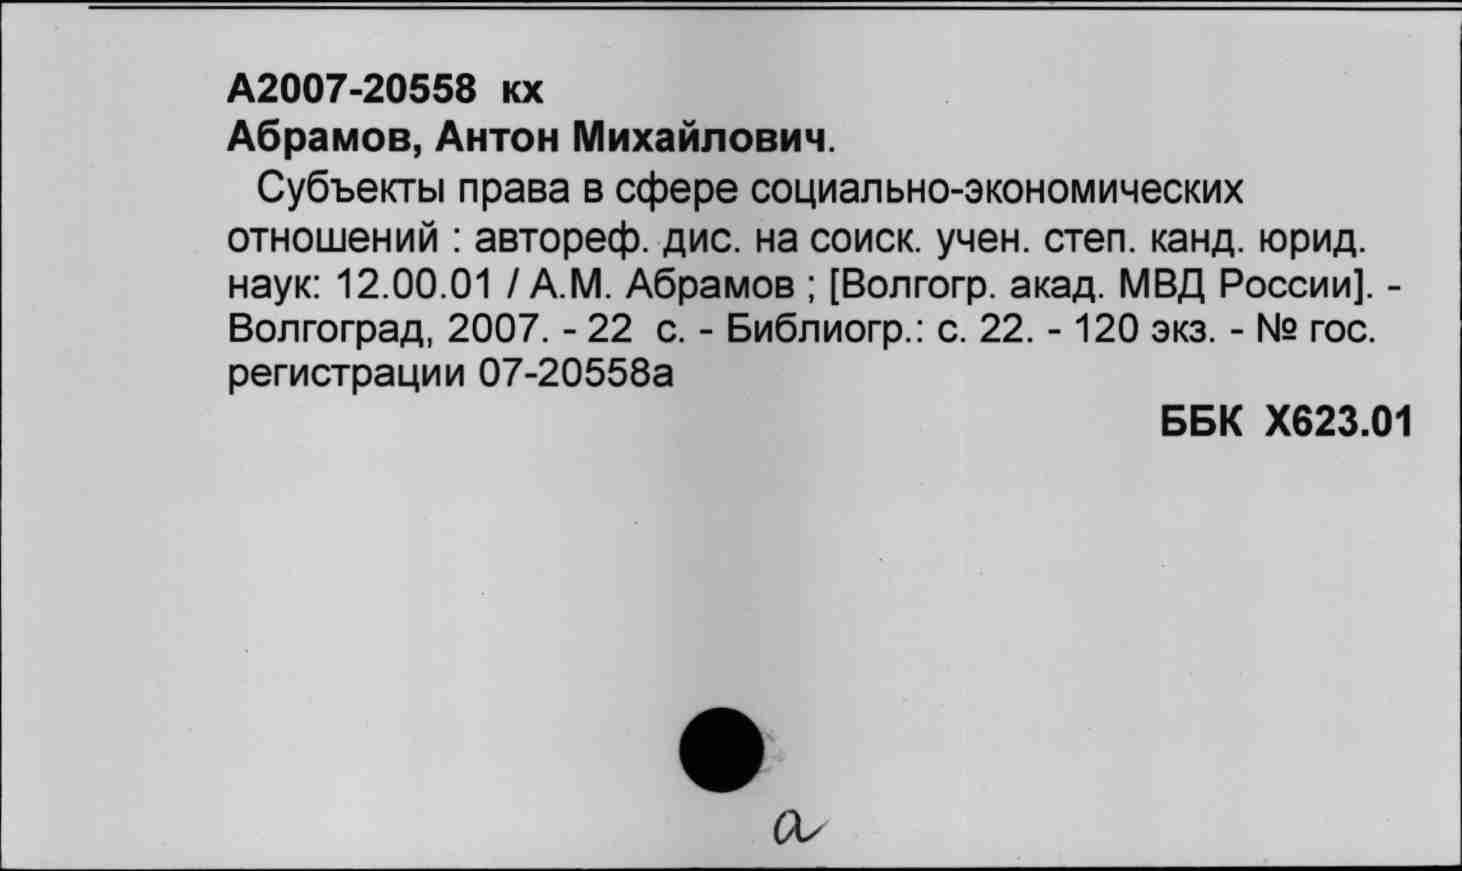 А2007-20558 кх
Абрамов, Антон Михайлович.
Субъекты права в сфере социально-экономических
отношений : автореф. дис. на соиск. учен. степ. канд. юрид.
наук: 12.00.01 / А.М. Абрамов ; [Волгогр. акад. МВД России]. -
Волгоград, 2007. - 22 с. - Библиогр.: с. 22. - 120 экз. - № гос.
регистрации 07-20558а
ББК Х623.01
а